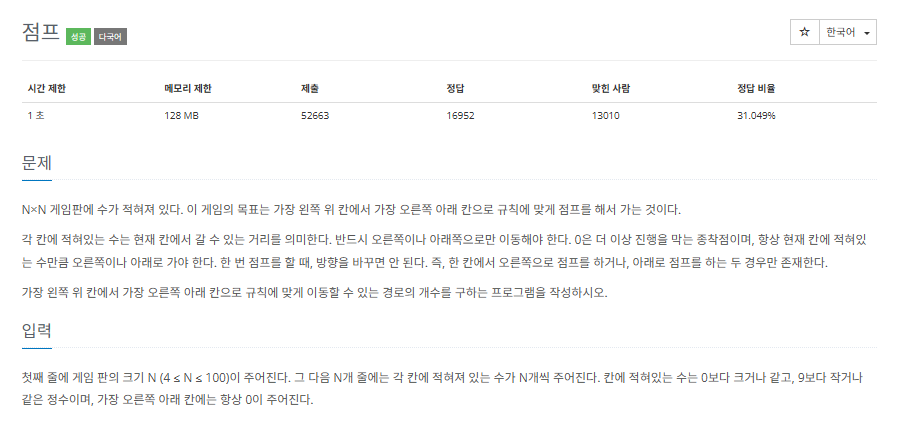 점프 성공 다국어 ☆ 한국어
시간 제한 메모리 제한 제출 정답 맞힌 사람 정답 비율
1 초 128 MB 52663 16952 13010 31.049%
문제
N×N 게임판에 수가 적혀져 있다. 이 게임의 목표는 가장 왼쪽 위 칸에서 가장 오른쪽 아래 칸으로 규칙에 맞게 점프를 해서 가는 것이다.
각 칸에 적혀있는 수는 현재 칸에서 갈 수 있는 거리를 의미한다. 반드시 오른쪽이나 아래쪽으로만 이동해야 한다. 0은 더 이상 진행을 막는 종착점이며, 항상 현재 칸에 적혀있
는 수만큼 오른쪽이나 아래로 가야 한다. 한 번 점프를 할 때, 방향을 바꾸면 안 된다. 즉, 한 칸에서 오른쪽으로 점프를 하거나, 아래로 점프를 하는 두 경우만 존재한다.
가장 왼쪽 위 칸에서 가장 오른쪽 아래 칸으로 규칙에 맞게 이동할 수 있는 경로의 개수를 구하는 프로그램을 작성하시오.
입력
첫째 줄에 게임 판의 크기 N (4 ≤ N ≤ 100)이 주어진다. 그 다음 N개 줄에는 각 칸에 적혀져 있는 수가 N개씩 주어진다. 칸에 적혀있는 수는 0보다 크거나 같고, 9보다 작거나
같은 정수이며, 가장 오른쪽 아래 칸에는 항상 0이 주어진다.